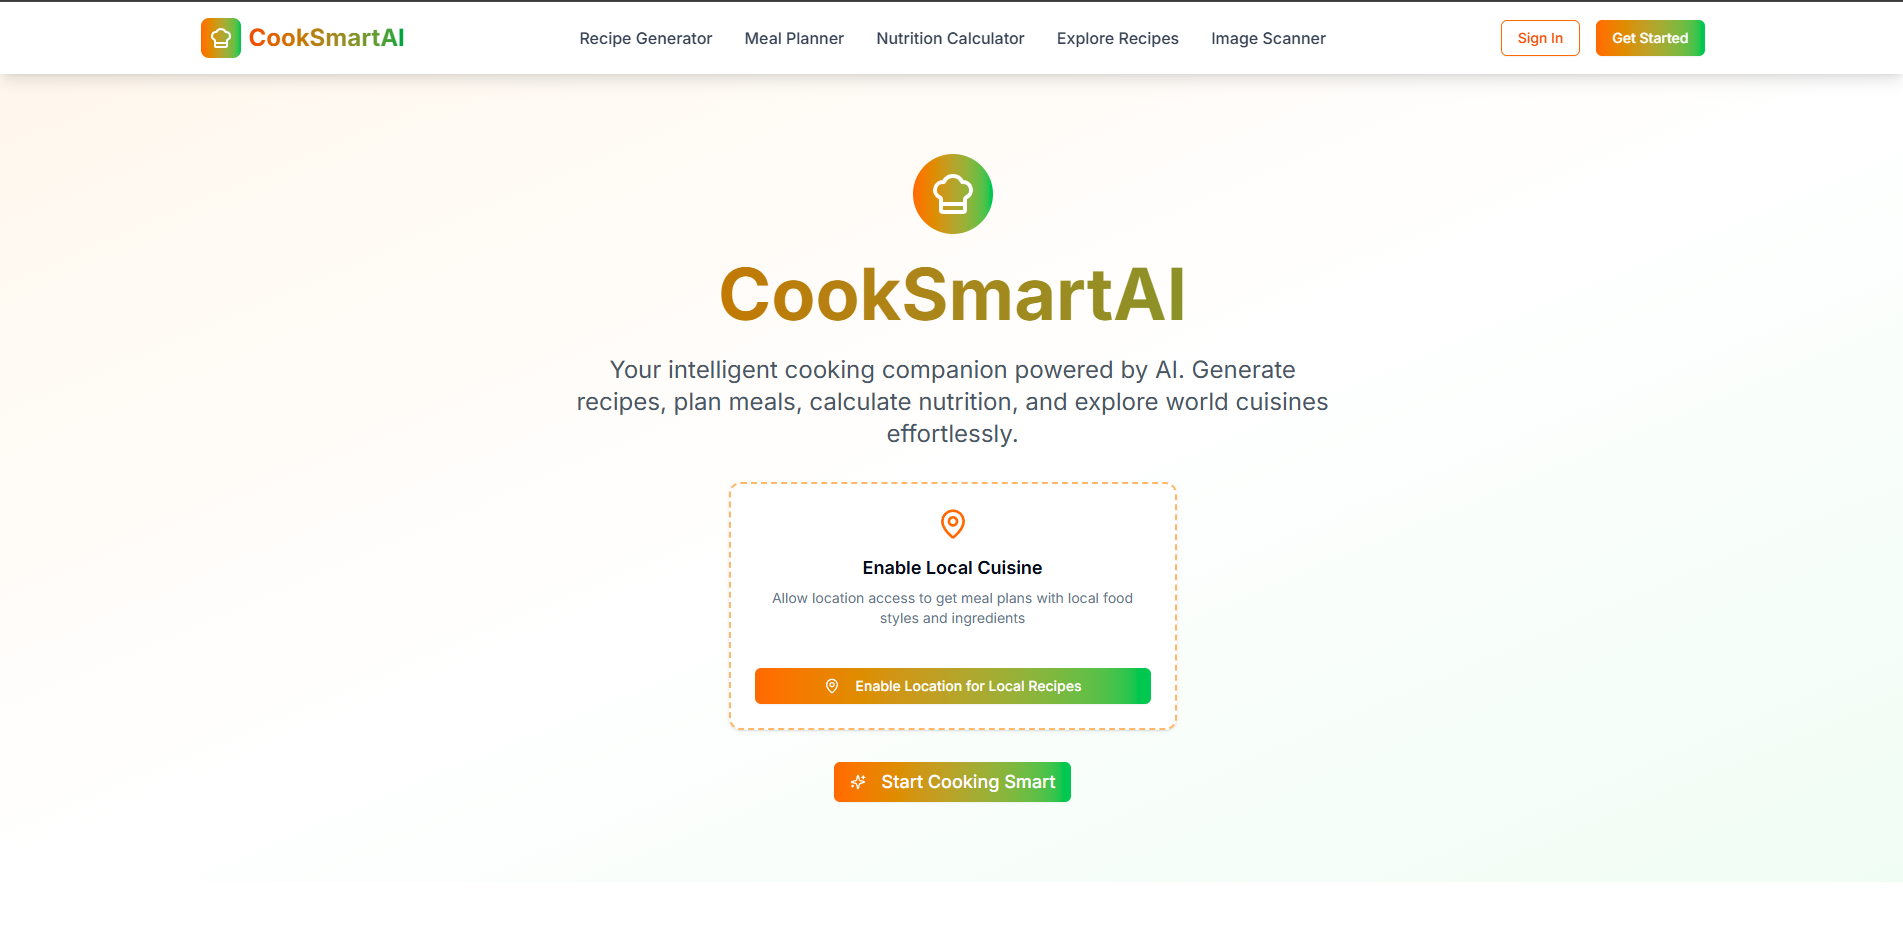 CookSmartAI
Recipe Generator
Meal Planner
Nutrition Calculator
Explore Recipes
Image Scanner
Sign In
Get Started
CookSmartAI
Your intelligent cooking companion powered by AI. Generate
recipes, plan meals, calculate nutrition, and explore world cuisines
effortlessly.
Enable Local Cuisine
Allow location access to get meal plans with local food
styles and ingredients
Enable Location for Local Recipes
Start Cooking Smart